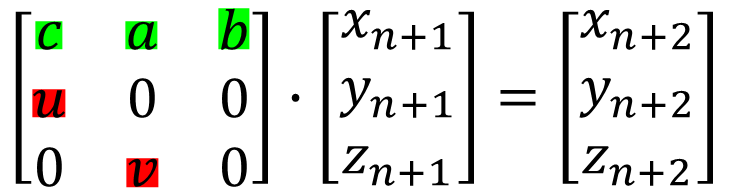 c a b x_{n+1} x_{n+2}
u 0 0 · y_{n+1} = y_{n+2}
0 v 0 z_{n+1} z_{n+2}